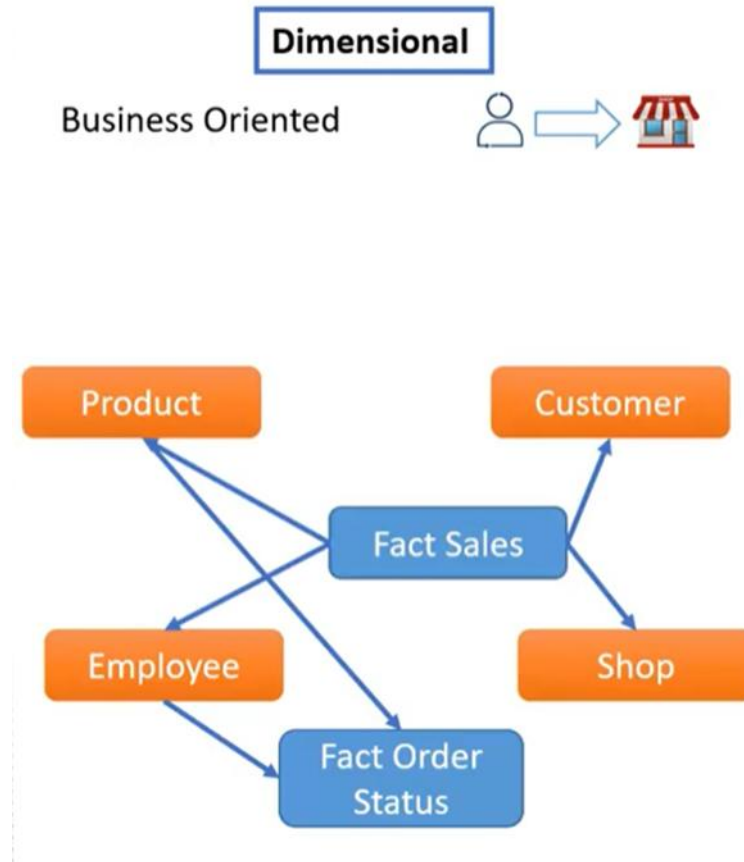 Dimensional
Business Oriented
Product
Customer
Fact Sales
Employee
Shop
Fact Order
Status